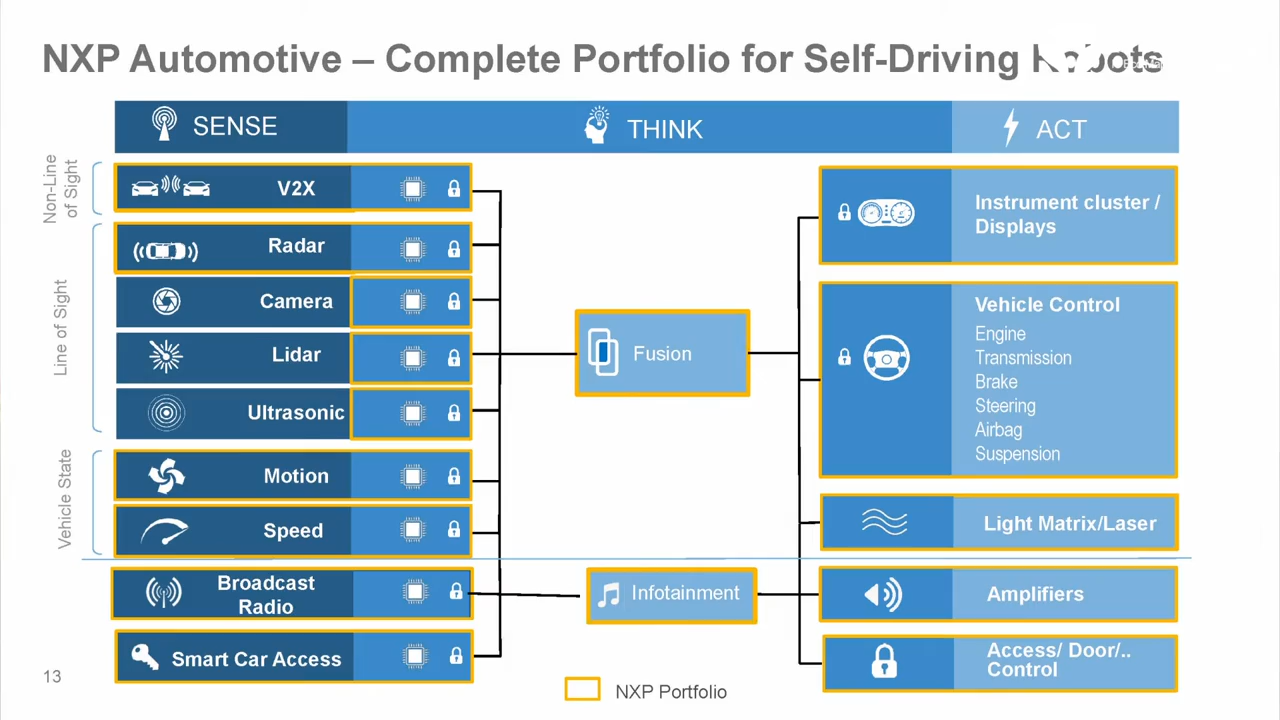 NXP Automotive – Complete Portfolio for Self-Driving Robots
SENSE
THINK
ACT
Non-Line
of Sight
V2X
Line of Sight
Radar
Camera
Lidar
Ultrasonic
Vehicle State
Motion
Speed
Broadcast
Radio
Smart Car Access
Fusion
Infotainment
Instrument cluster /
Displays
Vehicle Control
Engine
Transmission
Brake
Steering
Airbag
Suspension
Light Matrix/Laser
Amplifiers
Access/ Door/..
Control
NXP Portfolio
13